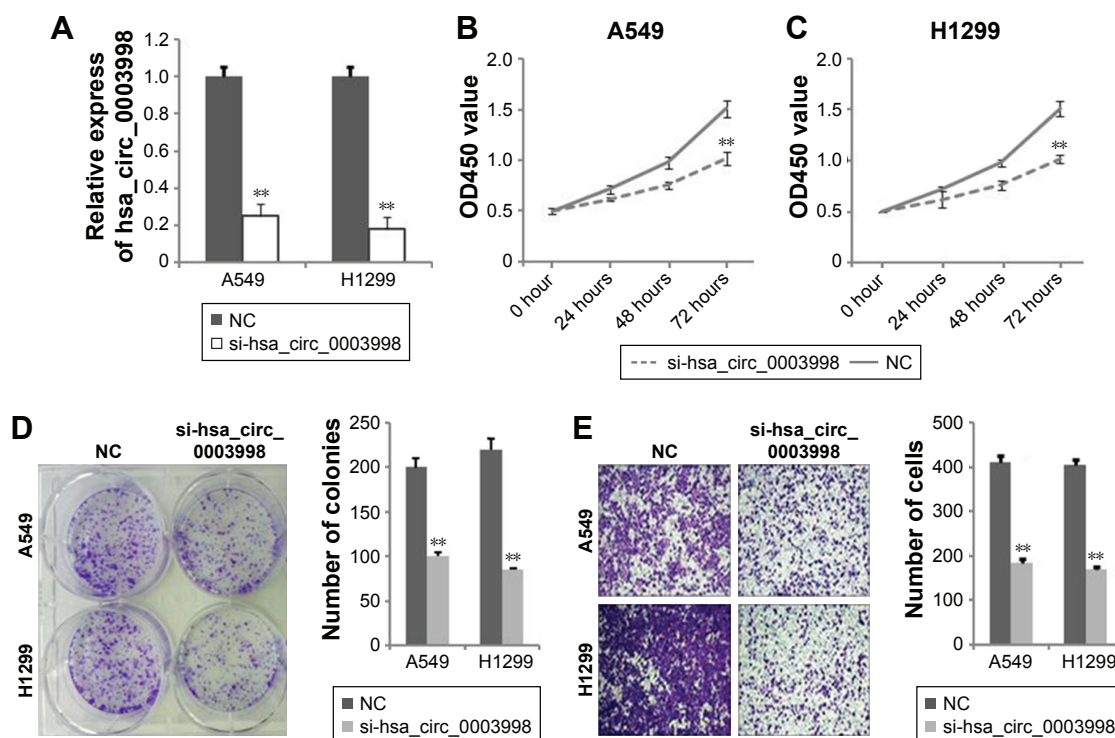 A
Relative express
of hsa_circ_0003998
1.2
1.0
0.8
0.6
0.4
0.2
0
**
**
A549
H1299
NC
si-hsa_circ_0003998
B
A549
OD450 value
2.0
1.5
1.0
0.5
0
**
0 hour
24 hours
48 hours
72 hours
C
H1299
OD450 value
2.0
1.5
1.0
0.5
0
**
0 hour
24 hours
48 hours
72 hours
si-hsa_circ_0003998
NC
D
NC
si-hsa_circ_
0003998
A549
H1299
Number of colonies
250
200
150
100
50
0
**
**
A549
H1299
NC
si-hsa_circ_0003998
E
NC
si-hsa_circ_
0003998
A549
H1299
Number of cells
500
400
300
200
100
0
**
**
A549
H1299
NC
si-hsa_circ_0003998